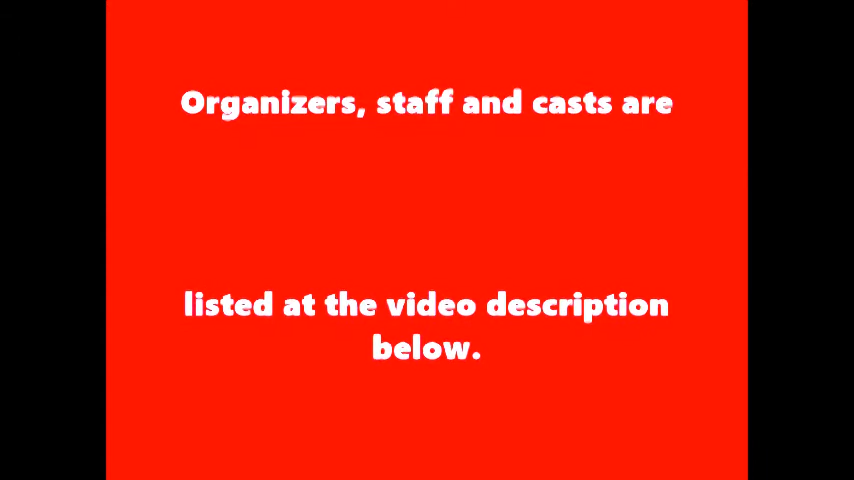 Organizers, staff and casts are
listed at the video description
below.